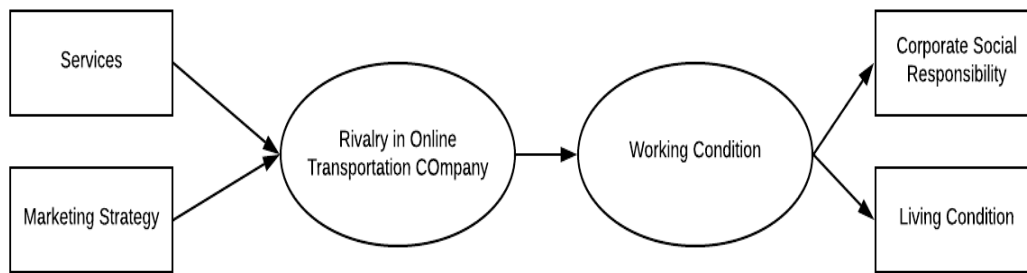 Services
Marketing Strategy
Rivalry in Online
Transportation COmpany
Working Condition
Corporate Social
Responsibility
Living Condition